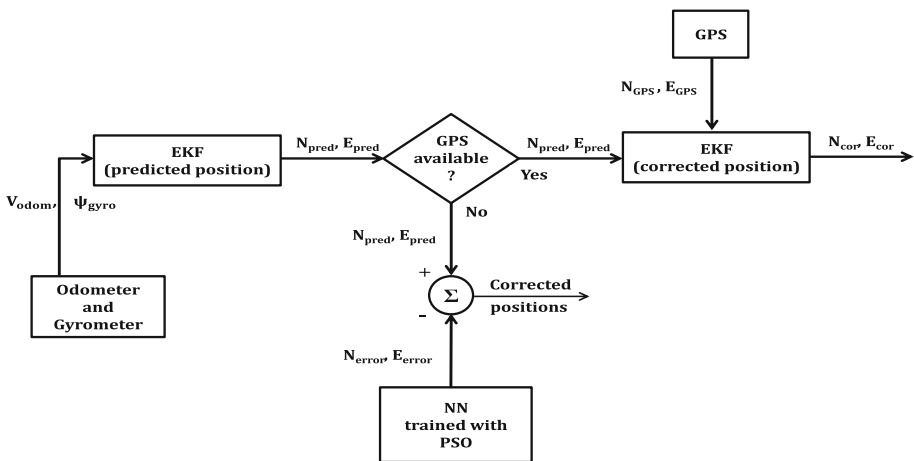 GPS
N_GPS, E_GPS
N_pred, E_pred
GPS
available
?
N_pred, E_pred
Yes
EKF
(predicted position)
EKF
(corrected position)
N_cor, E_cor
V_odom, Ψ_gyro
No
N_pred, E_pred
+
Σ
-
Corrected
positions
Odometer
and
Gyrometer
N_error, E_error
NN
trained with
PSO